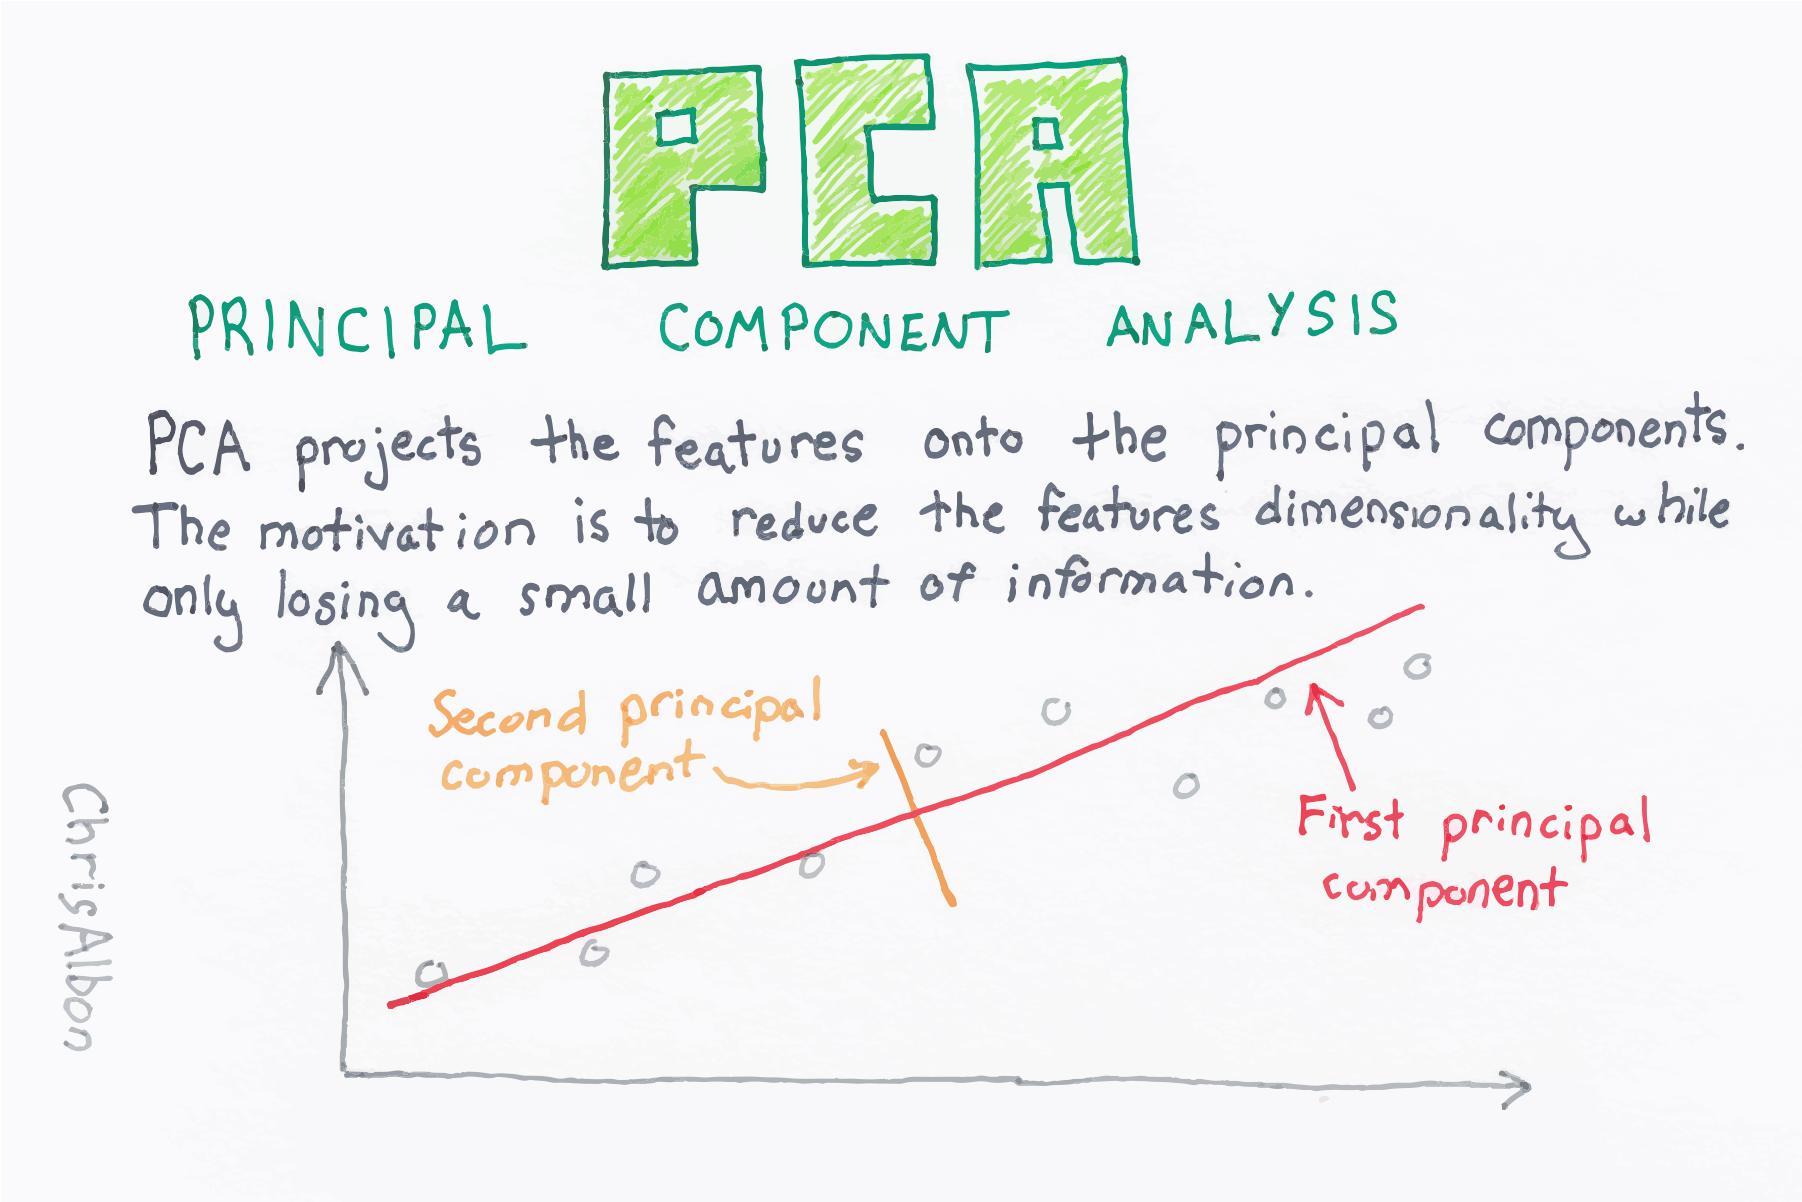 PCA
PRINCIPAL COMPONENT ANALYSIS
PCA projects the features onto the principal components.
The motivation is to reduce the features dimensionality while
only losing a small amount of information.
Second principal
component
First principal
component
ChrisAlbon